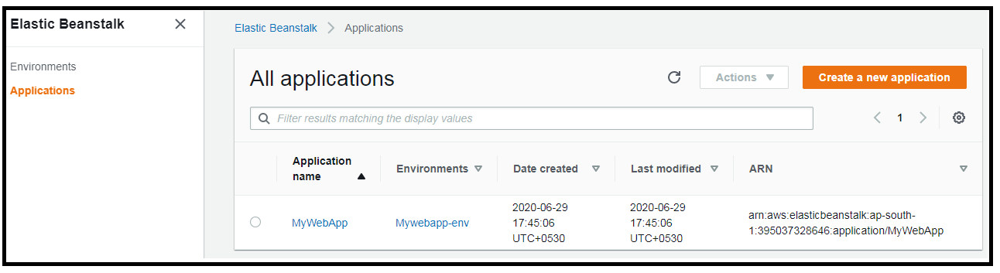 Elastic Beanstalk
Environments
Applications
Elastic Beanstalk Applications
All applications
Actions
Create a new application
Filter results matching the display values
1
Application name
Environments
Date created
Last modified
ARN
MyWebApp
Mywebapp-env
2020-06-29
17:45:06
UTC+0530
2020-06-29
17:45:06
UTC+0530
arn:aws:elasticbeanstalk:ap-south-
1:395037328646:application/MyWebApp